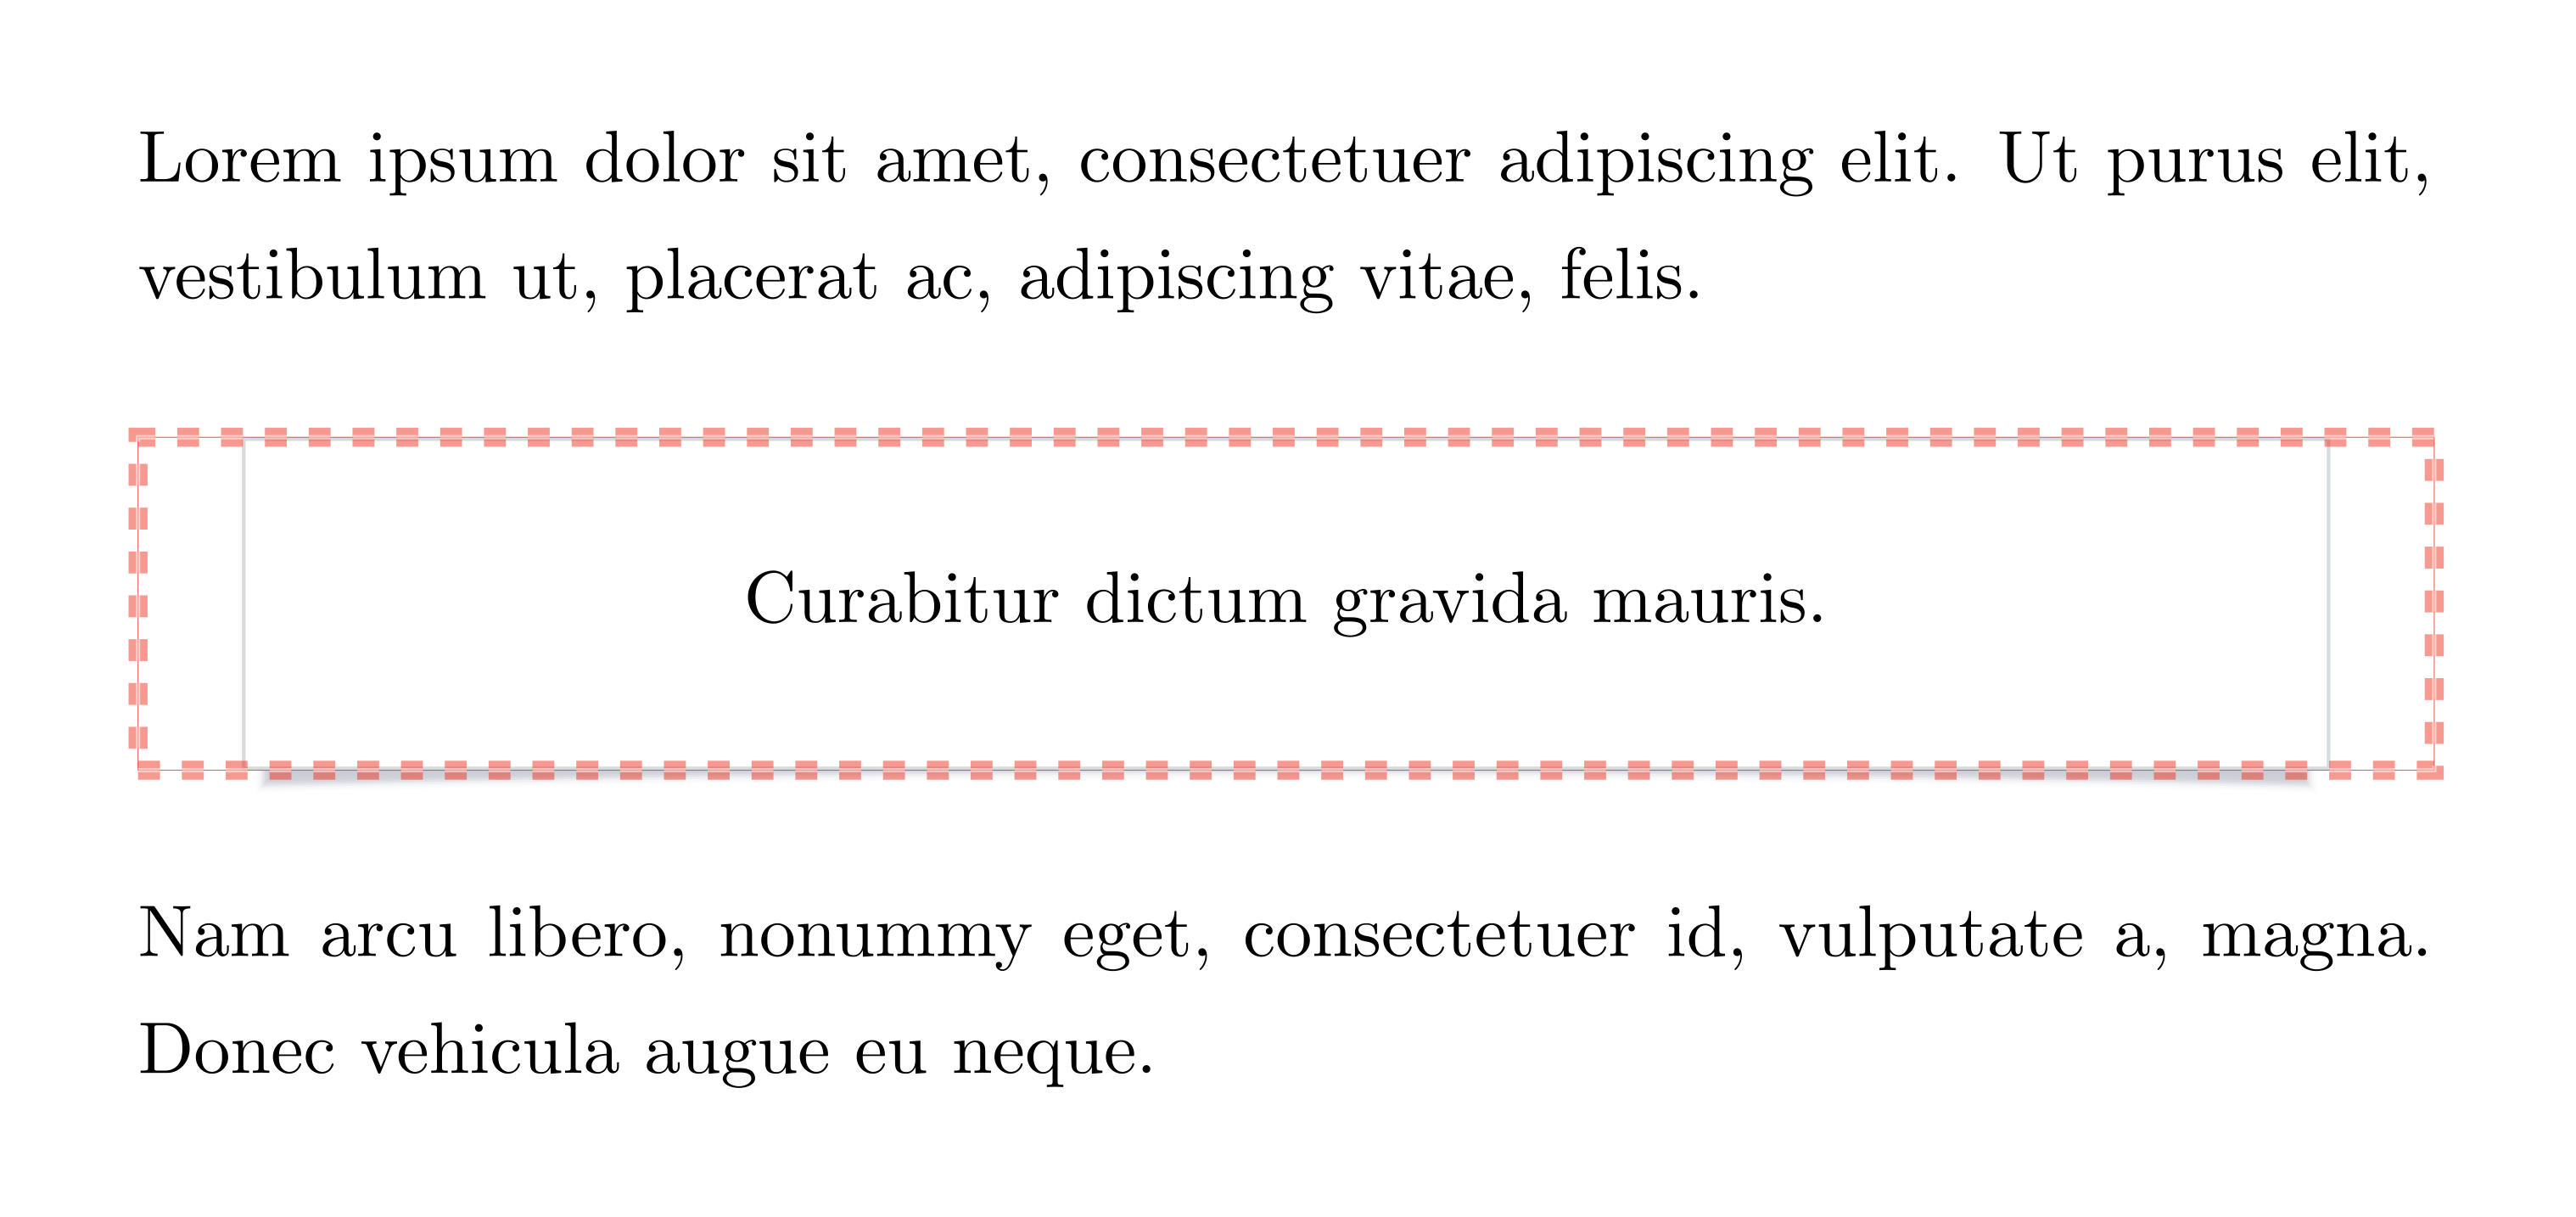 Lorem ipsum dolor sit amet, consectetuer adipiscing elit. Ut purus elit,
vestibulum ut, placerat ac, adipiscing vitae, felis.
Curabitur dictum gravida mauris.
Nam arcu libero, nonummy eget, consectetuer id, vulputate a, magna.
Donec vehicula augue eu neque.